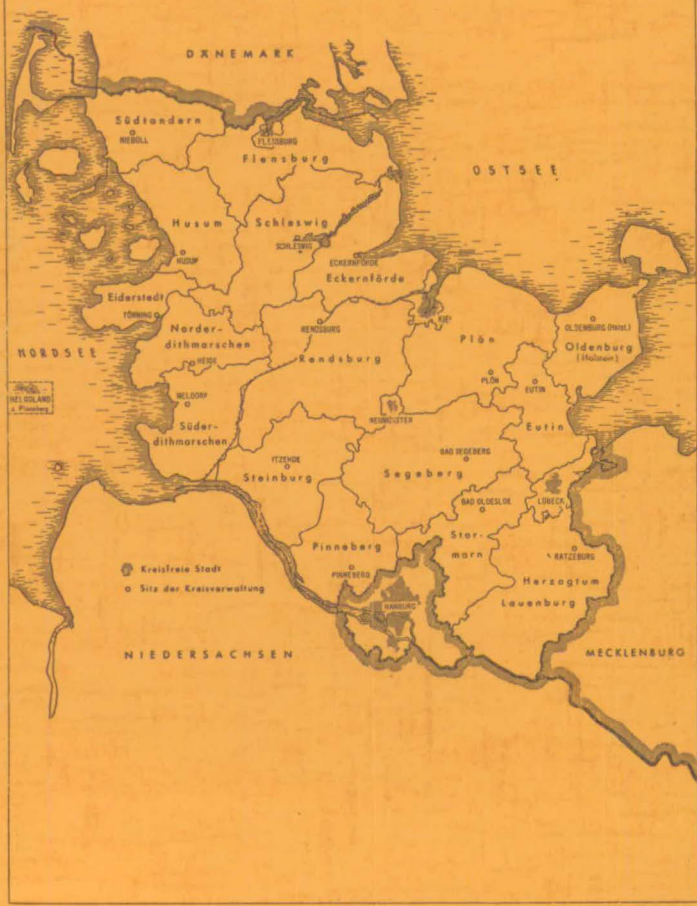 DÄNEMARK
Südtondern
NIEBÜLL
FLENSBURG
Flensburg
OSTSEE
Husum
HUSUM
Schleswig
SCHLESWIG
ECKERNFÖRDE
Eckernförde
Eiderstedt
TÖNNING
Norder-
dithmarschen
HEIDE
RENDSBURG
Rendsburg
KIEL
Plön
PLÖN
OLDENBURG (Holst.)
Oldenburg
(Holstein)
NORDSEE
HELGOLAND
z. Pinneberg
MELDORF
Süder-
dithmarschen
NEUMÜNSTER
EUTIN
Eutin
ITZEHOE
Steinburg
BAD SEGEBERG
Segeberg
BAD OLDESLOE
LÜBECK
Stor-
marn
Pinneberg
PINNEBERG
RATZEBURG
Herzogtum
Lauenburg
HAMBURG
Kreisfreie Stadt
Sitz der Kreisverwaltung
NIEDERSACHSEN
MECKLENBURG